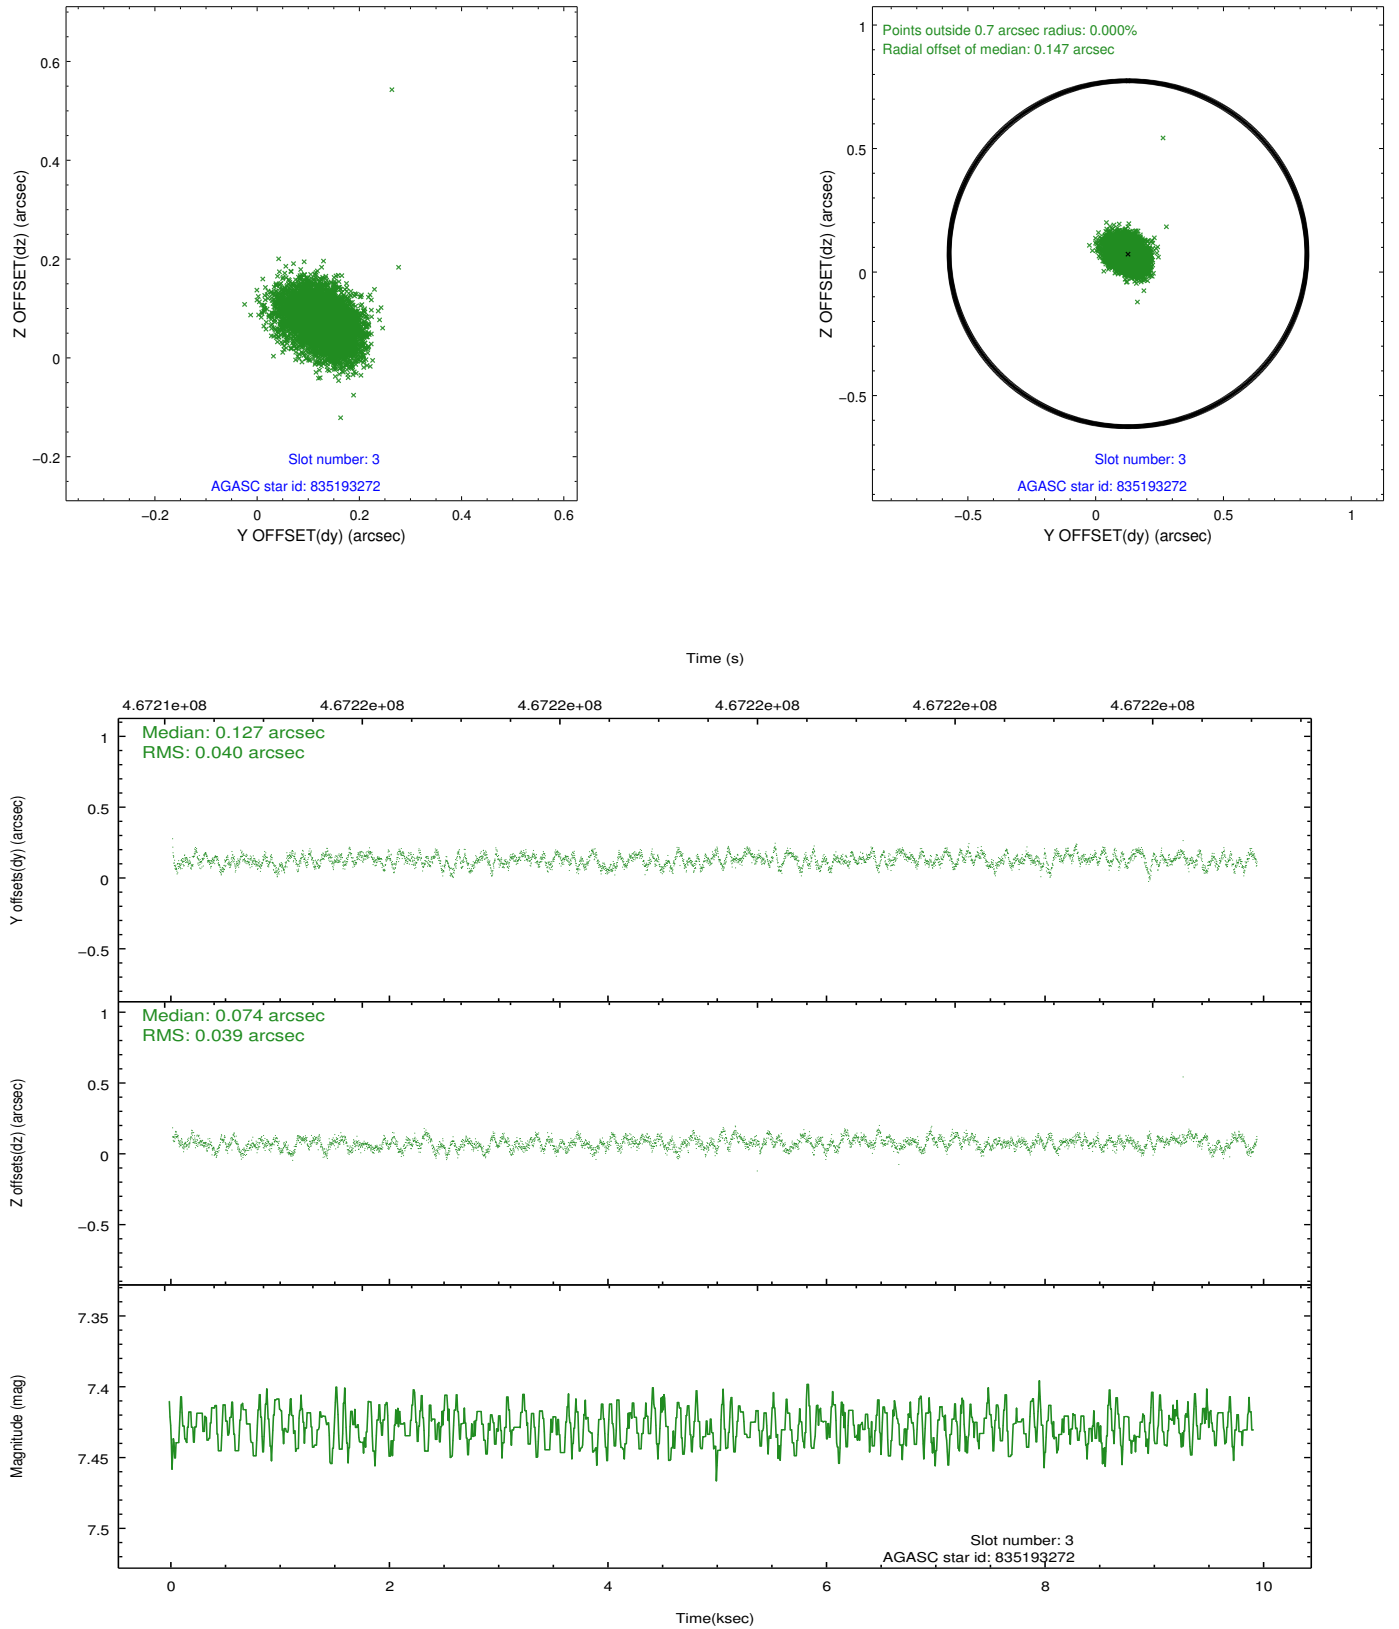 0.6
0.4
0.2
0
−0.2
Z OFFSET(dz) (arcsec)
Slot number: 3
AGASC star id: 835193272
−0.2 0 0.2 0.4 0.6
Y OFFSET(dy) (arcsec)
Points outside 0.7 arcsec radius: 0.000%
Radial offset of median: 0.147 arcsec
1
0.5
0
−0.5
Z OFFSET(dz) (arcsec)
Slot number: 3
AGASC star id: 835193272
−0.5 0 0.5 1
Y OFFSET(dy) (arcsec)
Time (s)
4.6721e+08 4.6722e+08 4.6722e+08 4.6722e+08 4.6722e+08 4.6722e+08
Median: 0.127 arcsec
RMS: 0.040 arcsec
1
0.5
0
−0.5
Y offsets(dy) (arcsec)
Median: 0.074 arcsec
RMS: 0.039 arcsec
1
0.5
0
−0.5
Z offsets(dz) (arcsec)
7.35
7.4
7.45
7.5
Magnitude (mag)
Slot number: 3
AGASC star id: 835193272
0 2 4 6 8 10
Time(ksec)